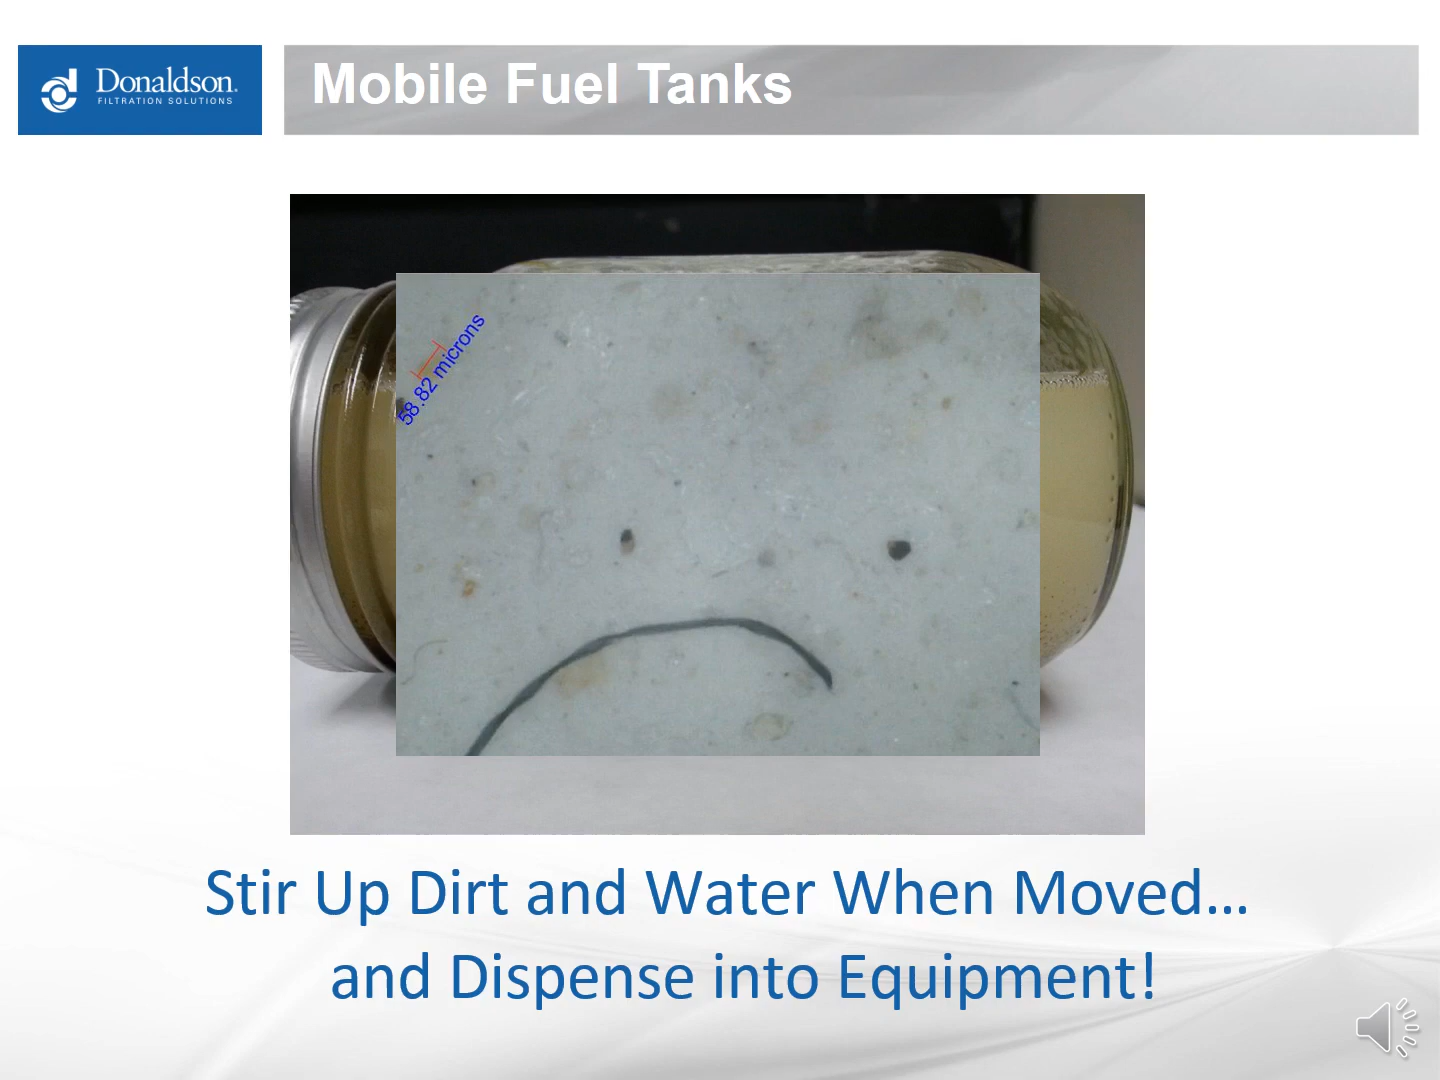 Donaldson.
FILTRATION SOLUTIONS
Mobile Fuel Tanks
58.82 microns
Stir Up Dirt and Water When Moved…
and Dispense into Equipment!